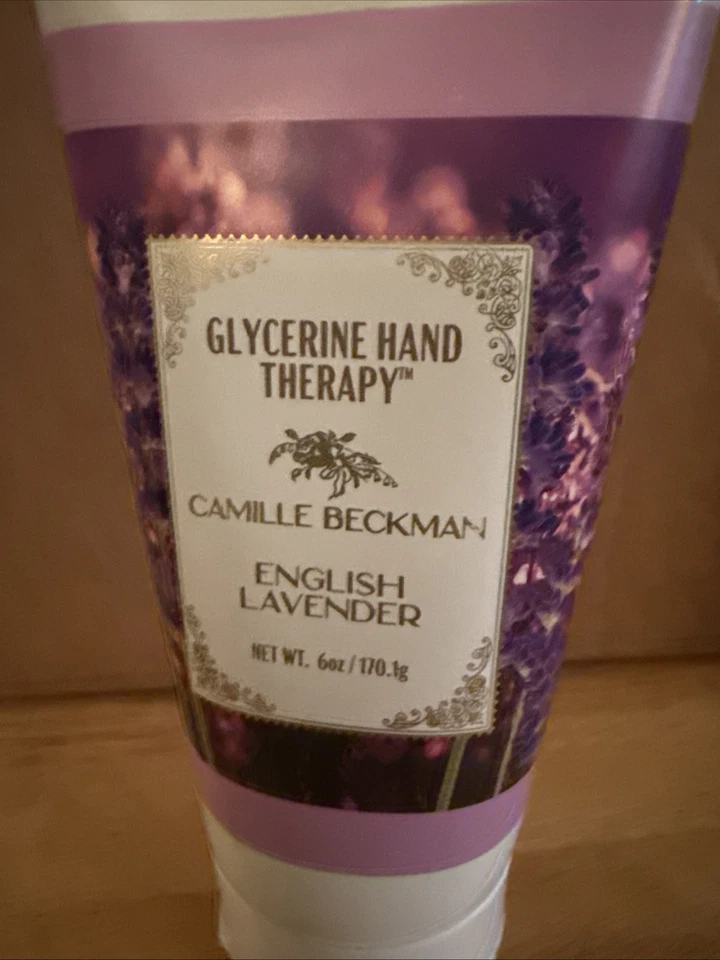 GLYCERINE HAND
THERAPY™
CAMILLE BECKMAN
ENGLISH
LAVENDER
NET WT. 6oz / 170.1g